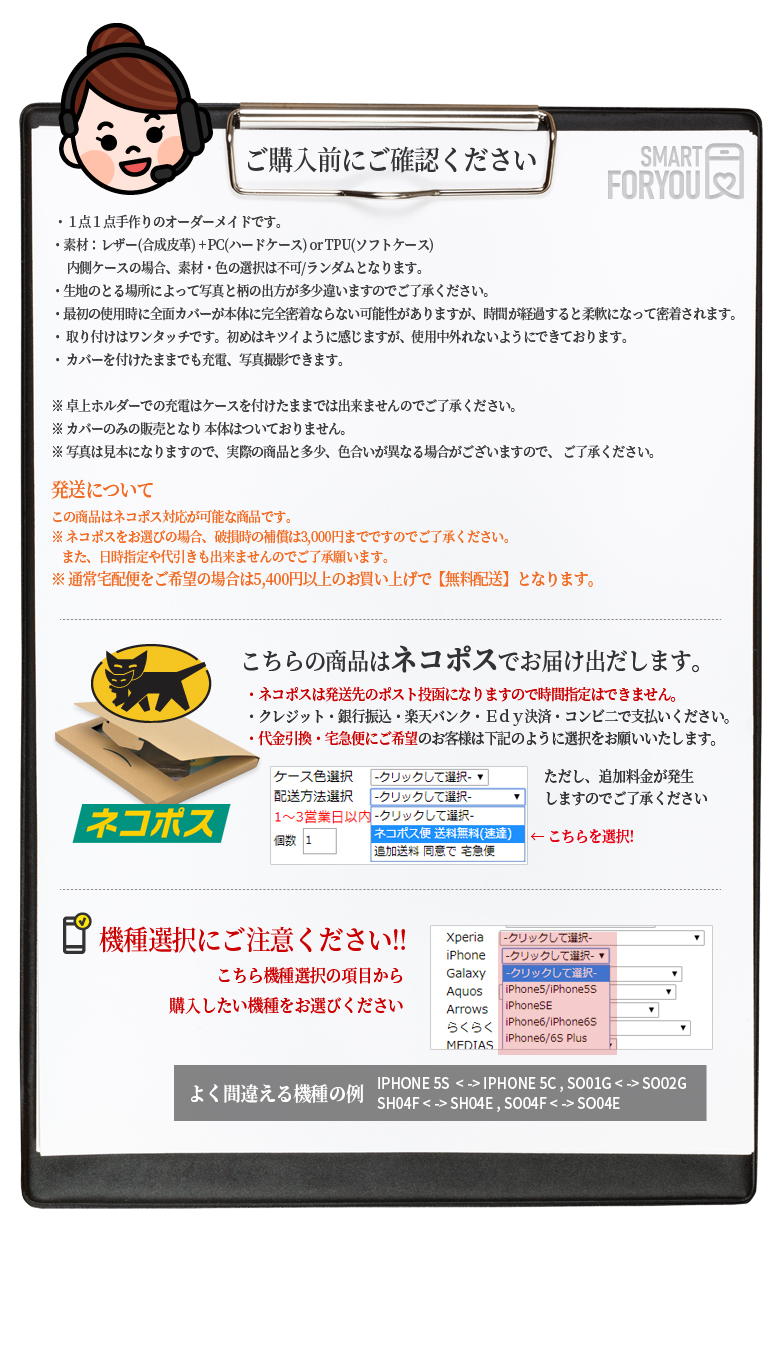 ご購入前にご確認ください
SMART
FORYOU
・１点１点手作りのオーダーメイドです。
・素材：レザー(合成皮革)＋PC(ハードケース) or TPU(ソフトケース)
内側ケースの場合、素材・色の選択は不可/ランダムとなります。
・生地のとる場所によって写真と柄の出方が多少違いますのでご了承ください。
・最初の使用時に全面カバーが本体に完全密着ならない可能性がありますが、時間が経過すると柔軟になって密着されます。
・ 取り付けはワンタッチです。初めはキツイように感じますが、使用中外れないようにできております。
・ カバーを付けたままでも充電、写真撮影できます。
※ 卓上ホルダーでの充電はケースを付けたままでは出来ませんのでご了承ください。
※ カバーのみの販売となり 本体はついておりません。
※ 写真は見本になりますので、実際の商品と多少、色合いが異なる場合がございますので、 ご了承ください。
発送について
この商品はネコポス対応が可能な商品です。
※ ネコポスをお選びの場合、破損時の補償は3,000円までですのでご了承ください。
また、日時指定や代引きも出来ませんのでご了承願います。
※ 通常宅配便をご希望の場合は5,400円以上のお買い上げで【無料配送】となります。
こちらの商品はネコポスでお届け出だします。
・ネコポスは発送先のポスト投函になりますので時間指定はできません。
・クレジット・銀行振込・楽天バンク・Ｅｄｙ決済・コンビ二で支払いください。
・代金引換・宅急便にご希望のお客様は下記のように選択をお願いいたします。
ネコポス
ケース色選択 -クリックして選択- ▼
配送方法選択 -クリックして選択- ▼
1～3営業日以内 -クリックして選択-
ネコポス便 送料無料(速達)
個数 1 追加送料 同意で 宅急便
ただし、追加料金が発生
しますのでご了承ください
← こちらを選択!
機種選択にご注意ください!!
こちら機種選択の項目から
購入したい機種をお選びください
Xperia -クリックして選択- ▼
iPhone -クリックして選択- ▼
Galaxy -クリックして選択- ▼
Aquos iPhone5/iPhone5S ▼
Arrows iPhoneSE ▼
らくらく iPhone6/iPhone6S ▼
MEDIAS iPhone6/6S Plus
よく間違える機種の例
IPHONE 5S < -> IPHONE 5C , SO01G < -> SO02G
SH04F < -> SH04E , SO04F < -> SO04E